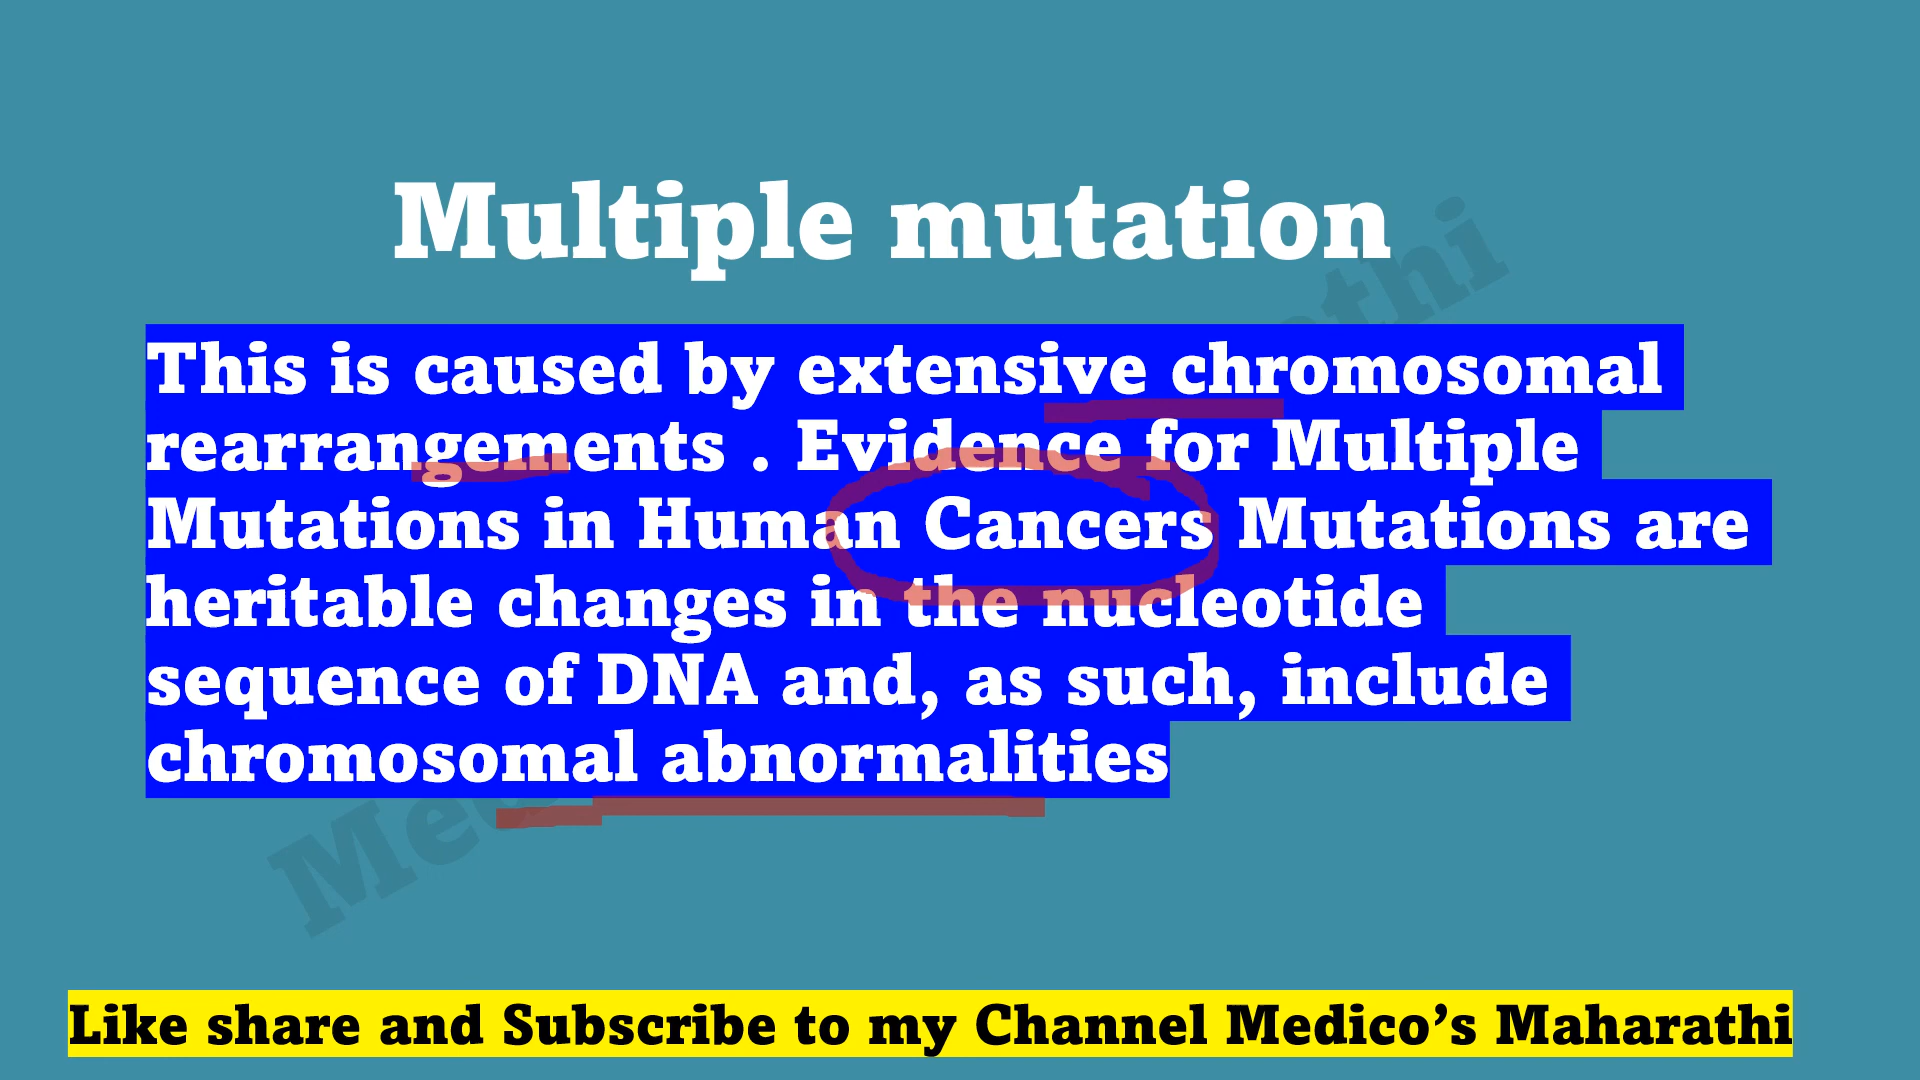 Multiple mutation
This is caused by extensive chromosomal
rearrangements . Evidence for Multiple
Mutations in Human Cancers Mutations are
heritable changes in the nucleotide
sequence of DNA and, as such, include
chromosomal abnormalities
Like share and Subscribe to my Channel Medico’s Maharathi